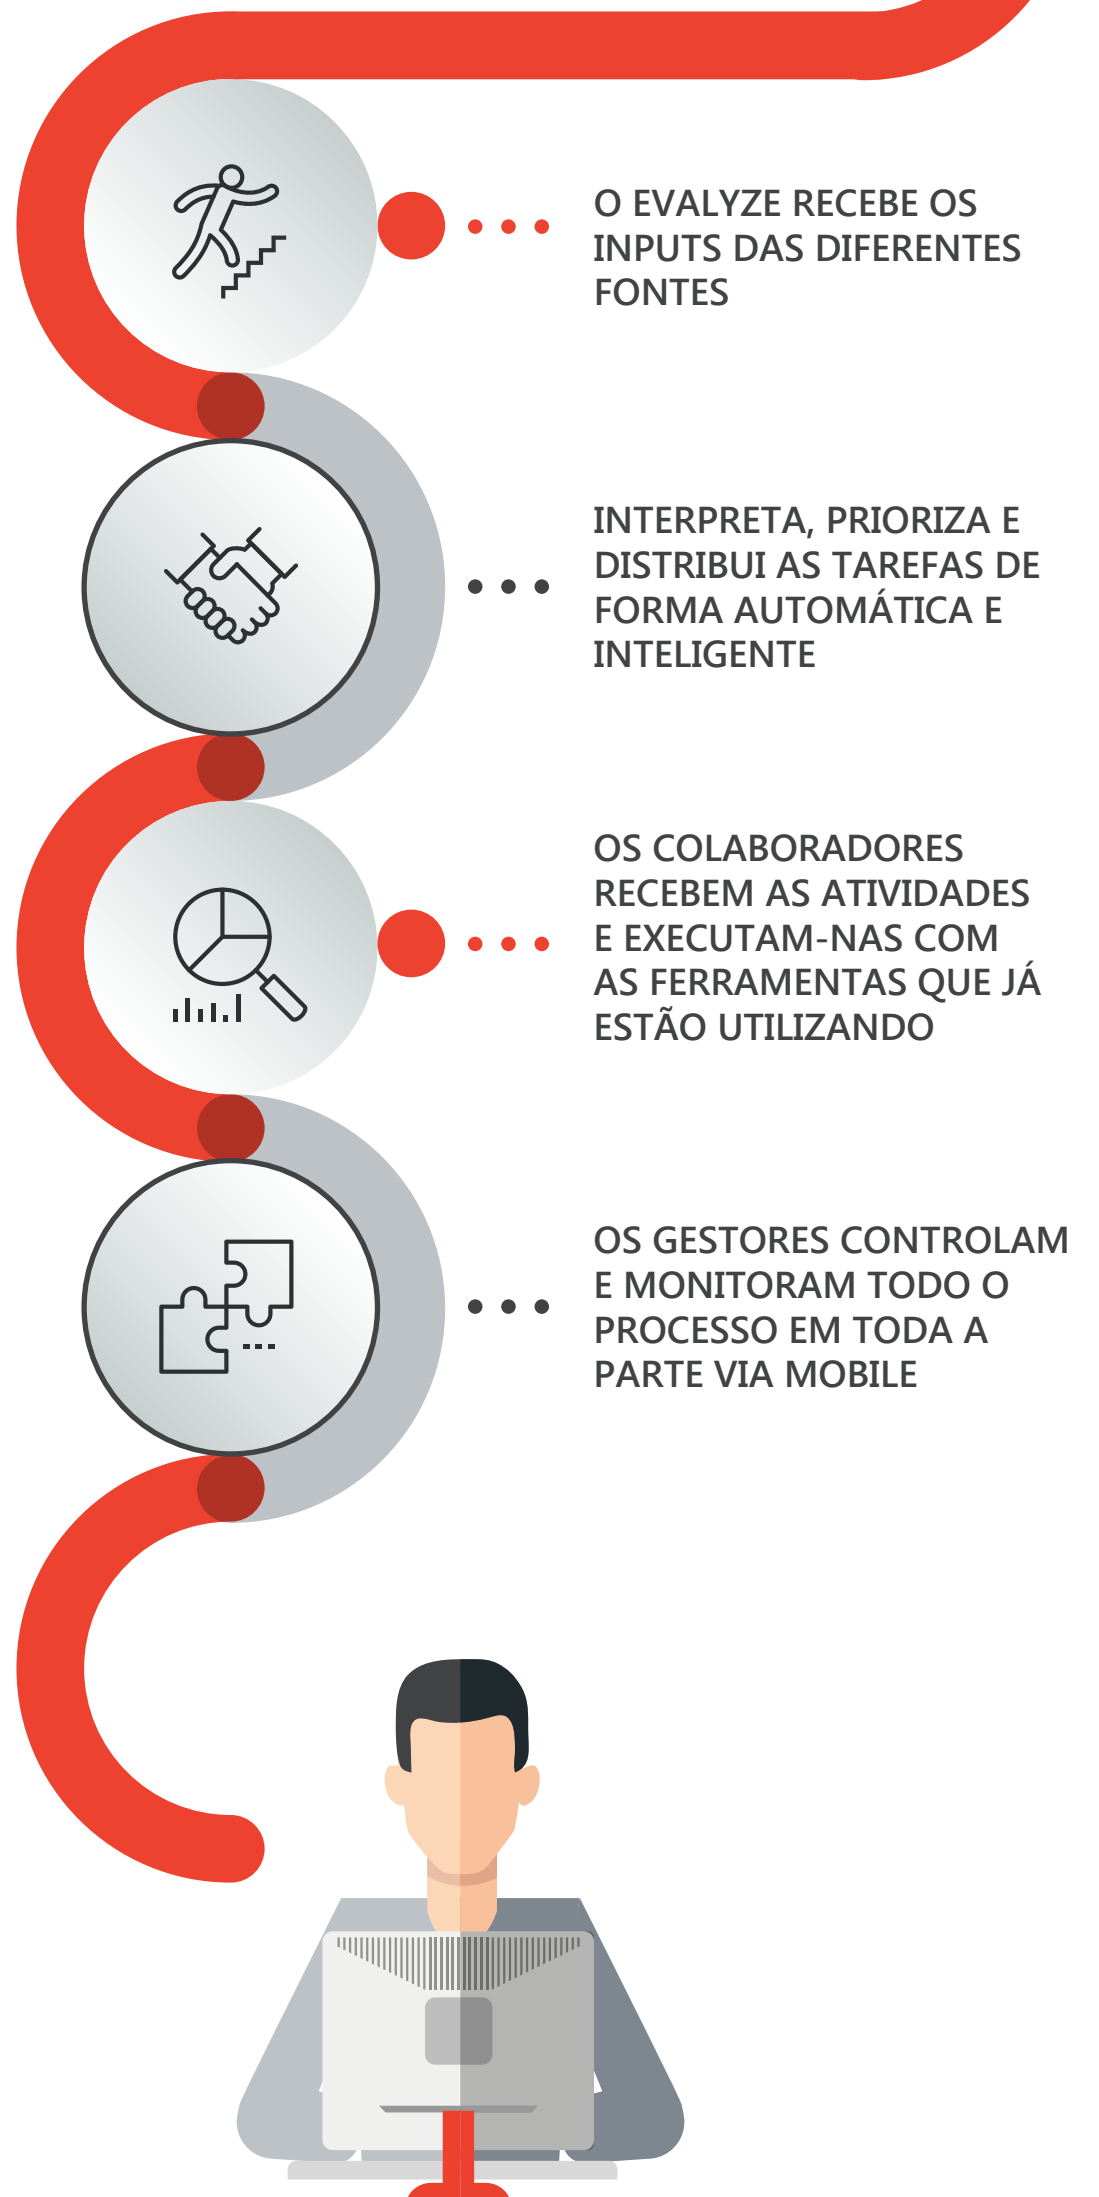 O EVALYZE RECEBE OS
INPUTS DAS DIFERENTES
FONTES
INTERPRETA, PRIORIZA E
DISTRIBUI AS TAREFAS DE
FORMA AUTOMÁTICA E
INTELIGENTE
OS COLABORADORES
RECEBEM AS ATIVIDADES
E EXECUTAM-NAS COM
AS FERRAMENTAS QUE JÁ
ESTÃO UTILIZANDO
OS GESTORES CONTROLAM
E MONITORAM TODO O
PROCESSO EM TODA A
PARTE VIA MOBILE